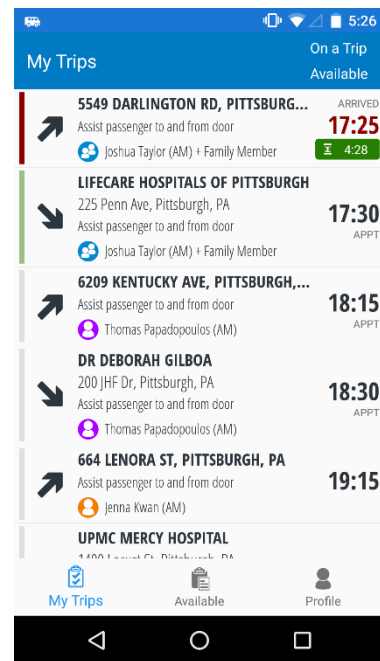 5:26
My Trips
On a Trip
Available
5549 DARLINGTON RD, PITTSBURG...
ARRIVED
Assist passenger to and from door
17:25
Joshua Taylor (AM) + Family Member
4:28
LIFECARE HOSPITALS OF PITTSBURGH
225 Penn Ave, Pittsburgh, PA
17:30
Assist passenger to and from door
APPT
Joshua Taylor (AM) + Family Member
6209 KENTUCKY AVE, PITTSBURGH,...
Assist passenger to and from door
18:15
Thomas Papadopoulos (AM)
APPT
DR DEBORAH GILBOA
200 JHF Dr, Pittsburgh, PA
18:30
Assist passenger to and from door
APPT
Thomas Papadopoulos (AM)
664 LENORA ST, PITTSBURGH, PA
Assist passenger to and from door
19:15
Jenna Kwan (AM)
UPMC MERCY HOSPITAL
1400 Locust St, Pittsburgh, PA
My Trips
Available
Profile